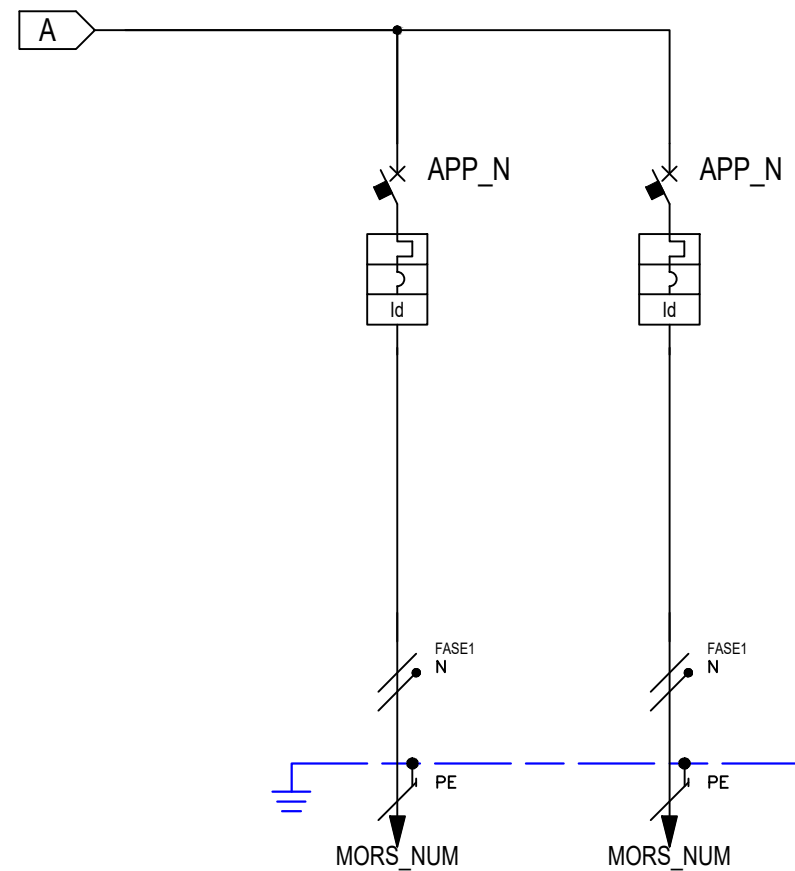 A
APP_N
APP_N
Id
Id
FASE1
N
FASE1
N
PE
PE
MORS_NUM
MORS_NUM